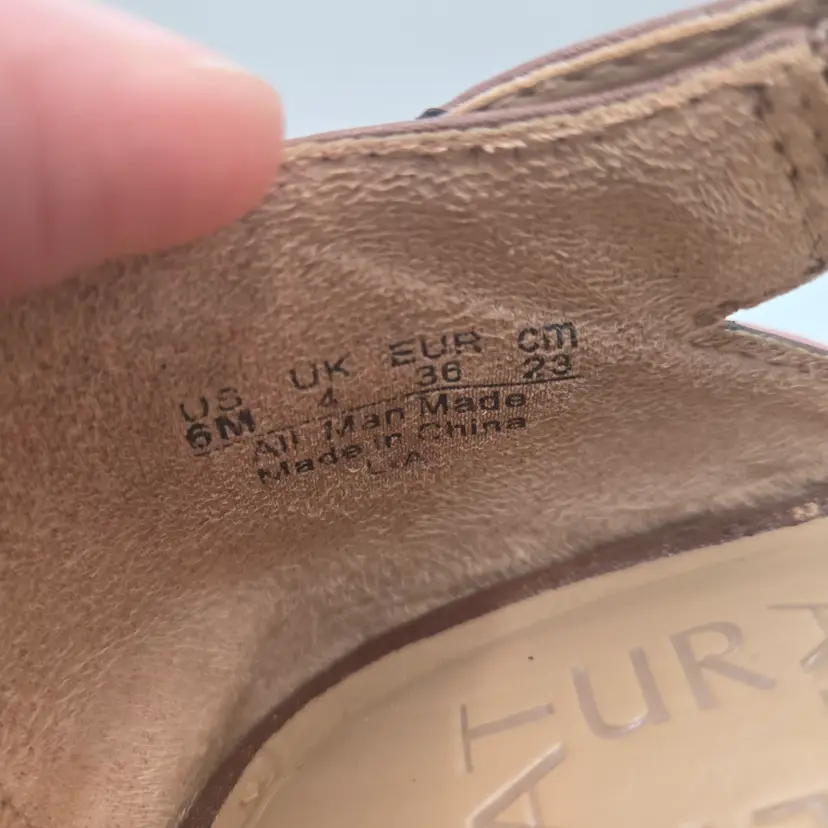 US UK EUR cm
6M 4 36 23
All Man Made
Made in China
L-A